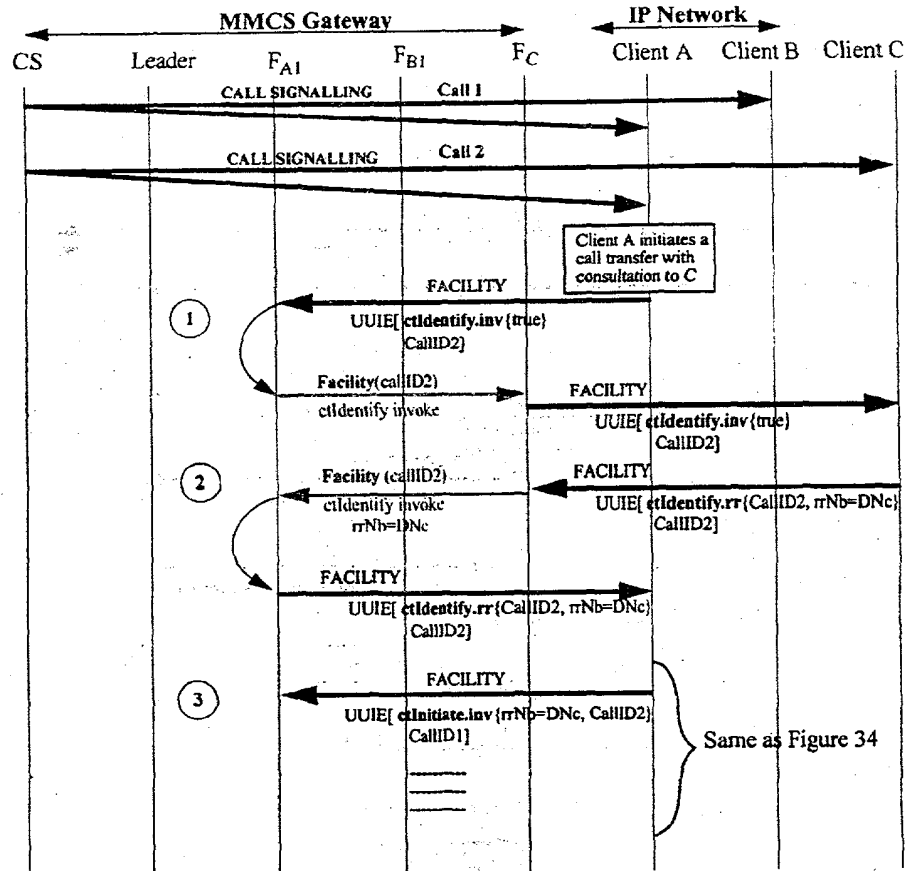 MMCS Gateway
IP Network
CS
Leader
FA1
FB1
FC
Client A
Client B
Client C
CALL SIGNALLING
Call 1
CALL SIGNALLING
Call 2
Client A initiates a
call transfer with
consultation to C
FACILITY
1
UUIE[ ctIdentify.inv{true}
CallID2]
Facility(callID2)
ctIdentify invoke
FACILITY
UUIE[ ctIdentify.inv{true}
CallID2]
2
Facility (callID2)
ctIdentify invoke
rrNb=DNc
FACILITY
UUIE[ ctIdentify.rr{CallID2, rrNb=DNc}
CallID2]
FACILITY
UUIE[ ctIdentify.rr{CallID2, rrNb=DNc}
CallID2]
3
FACILITY
UUIE[ ctInitiate.inv{rrNb=DNc, CallID2}
CallID1]
Same as Figure 34